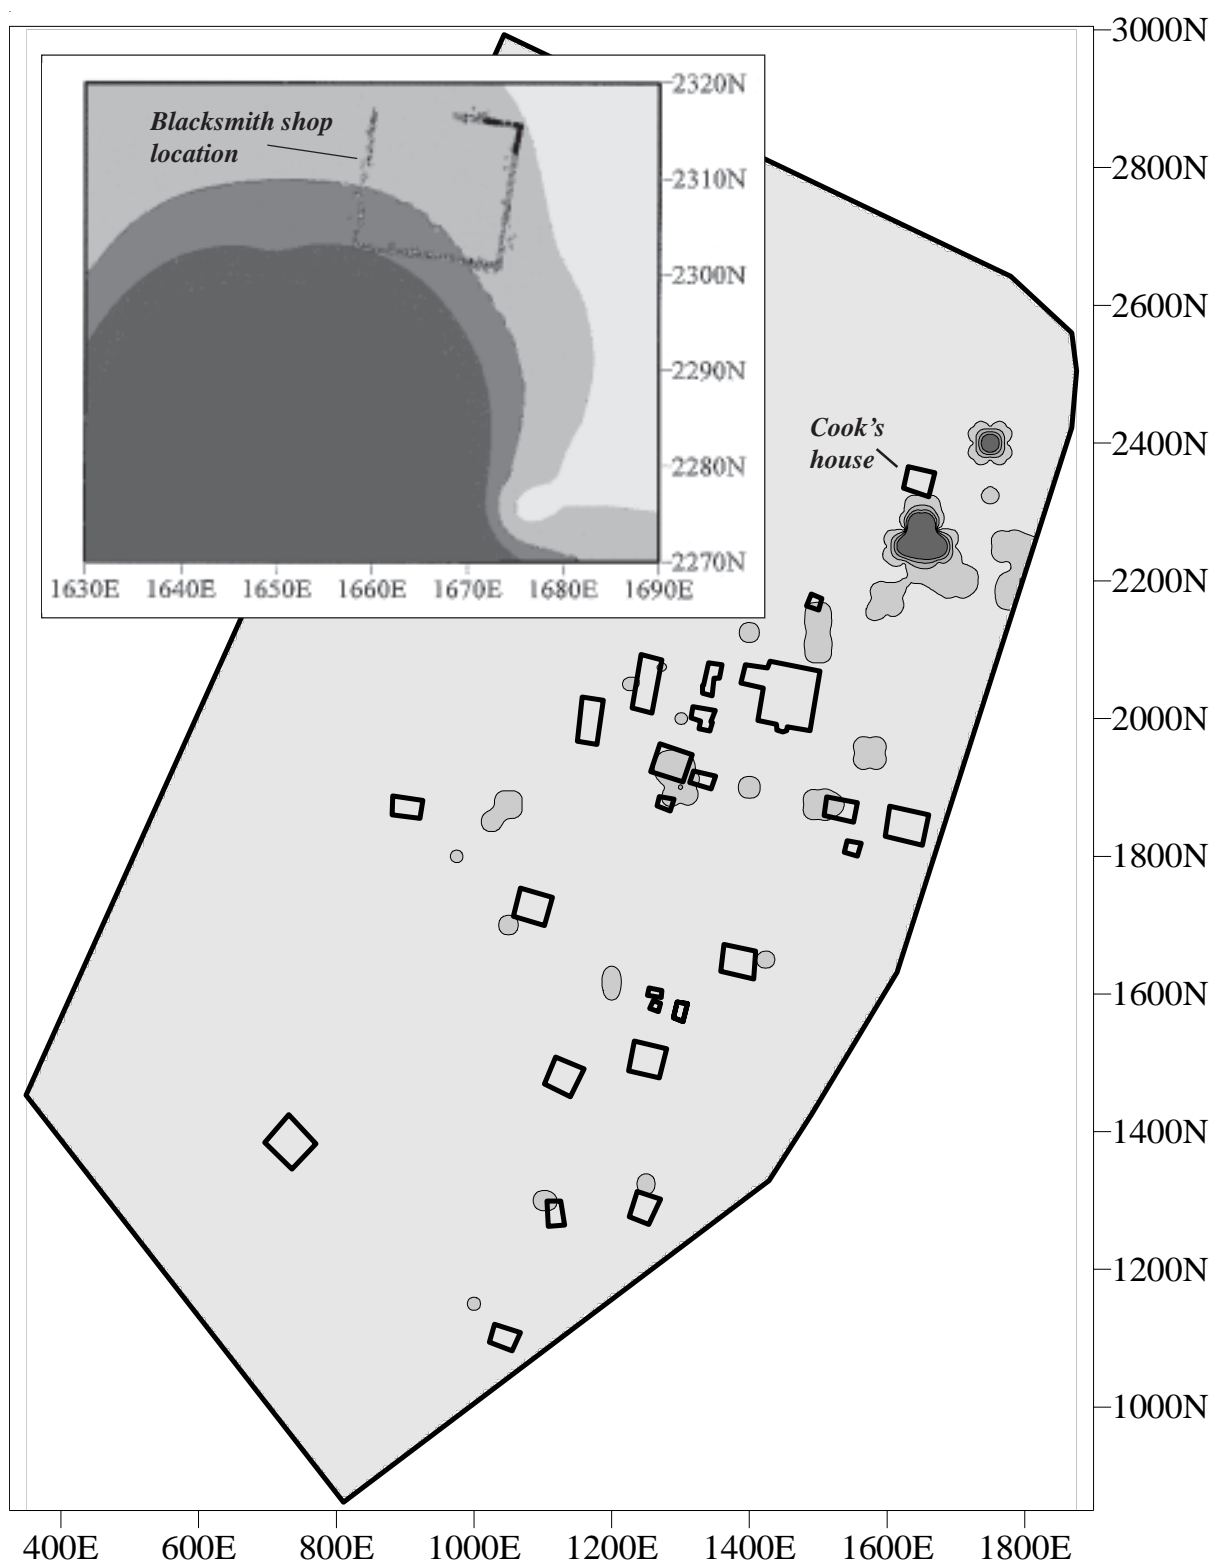 3000N
2320N
Blacksmith shop
location
2800N
2310N
2300N
2600N
2290N
Cook’s
house
2400N
2280N
2270N
1630E 1640E 1650E 1660E 1670E 1680E 1690E
2200N
2000N
1800N
1600N
1400N
1200N
1000N
400E 600E 800E 1000E 1200E 1400E 1600E 1800E